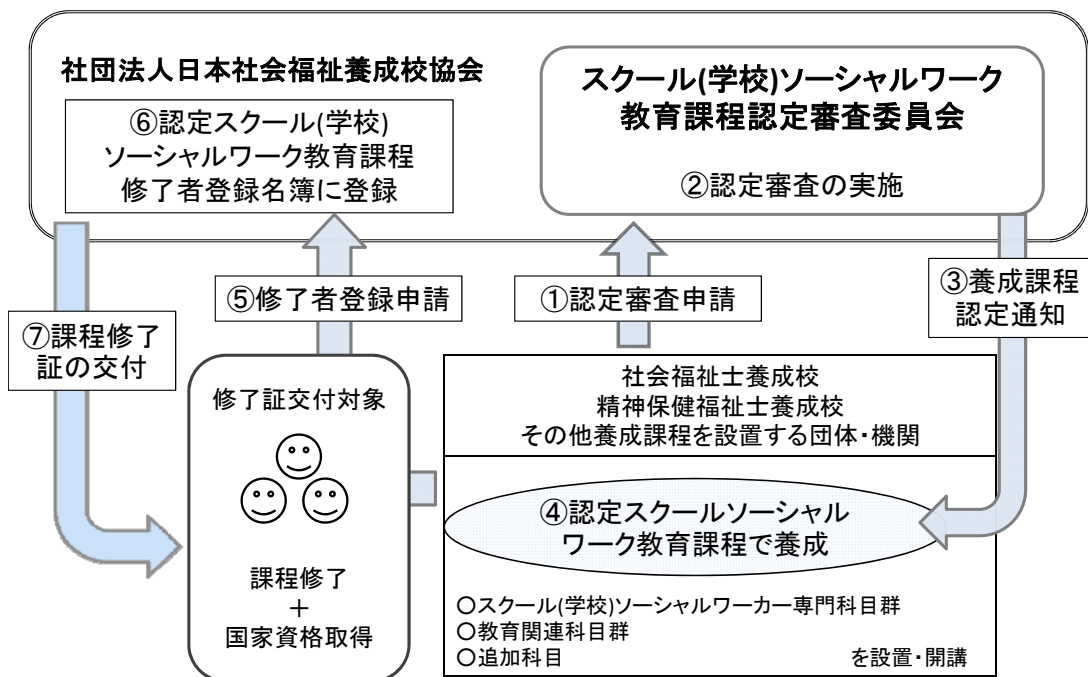 社団法人日本社会福祉養成校協会
⑥認定スクール(学校)
ソーシャルワーク教育課程
修了者登録名簿に登録
スクール(学校)ソーシャルワーク
教育課程認定審査委員会
②認定審査の実施
⑤修了者登録申請
①認定審査申請
③養成課程
認定通知
⑦課程修了
証の交付
修了証交付対象
課程修了
+
国家資格取得
社会福祉士養成校
精神保健福祉士養成校
その他養成課程を設置する団体・機関
④認定スクールソーシャル
ワーク教育課程で養成
○スクール(学校)ソーシャルワーカー専門科目群
○教育関連科目群
○追加科目 を設置・開講